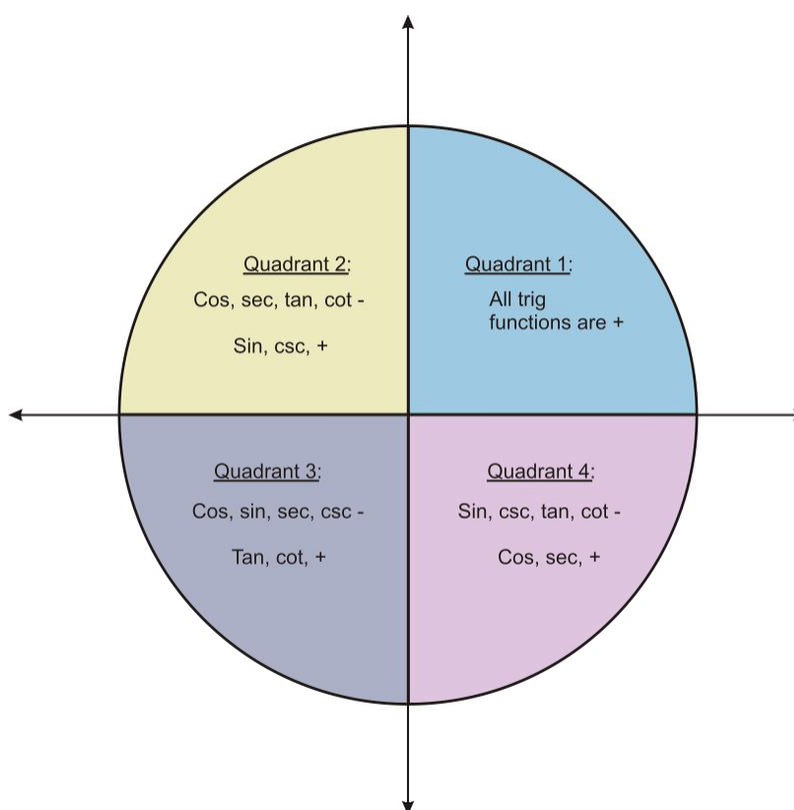 Quadrant 2:
Cos, sec, tan, cot -
Sin, csc, +
Quadrant 1:
All trig
functions are +
Quadrant 3:
Cos, sin, sec, csc -
Tan, cot, +
Quadrant 4:
Sin, csc, tan, cot -
Cos, sec, +